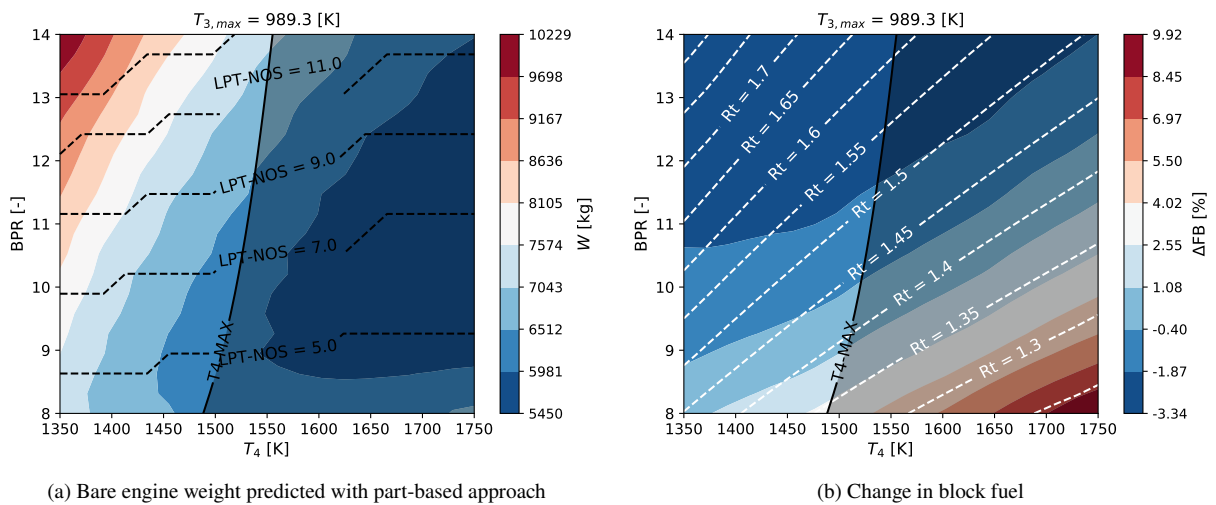 T3,max = 989.3 [K]
14
13
12
11
10
9
8
BPR [-]
LPT-NOS = 11.0
LPT-NOS = 9.0
LPT-NOS = 7.0
LPT-NOS = 5.0
T4-MAX
1350 1400 1450 1500 1550 1600 1650 1700 1750
T4 [K]
10229
9698
9167
8636
8105
7574
7043
6512
5981
5450
W [kg]
(a) Bare engine weight predicted with part-based approach
T3,max = 989.3 [K]
14
13
12
11
10
9
8
BPR [-]
Rt = 1.7
Rt = 1.65
Rt = 1.6
Rt = 1.55
Rt = 1.5
Rt = 1.45
Rt = 1.4
Rt = 1.35
Rt = 1.3
T4-MAX
1350 1400 1450 1500 1550 1600 1650 1700 1750
T4 [K]
9.92
8.45
6.97
5.50
4.02
2.55
1.08
-0.40
-1.87
-3.34
ΔFB [%]
(b) Change in block fuel